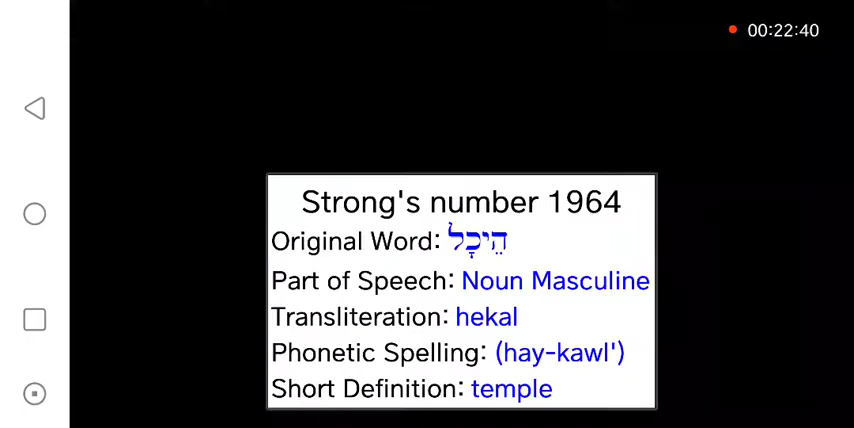 00:22:40
Strong's number 1964
Original Word: הֵיכָל
Part of Speech: Noun Masculine
Transliteration: hekal
Phonetic Spelling: (hay-kawl')
Short Definition: temple